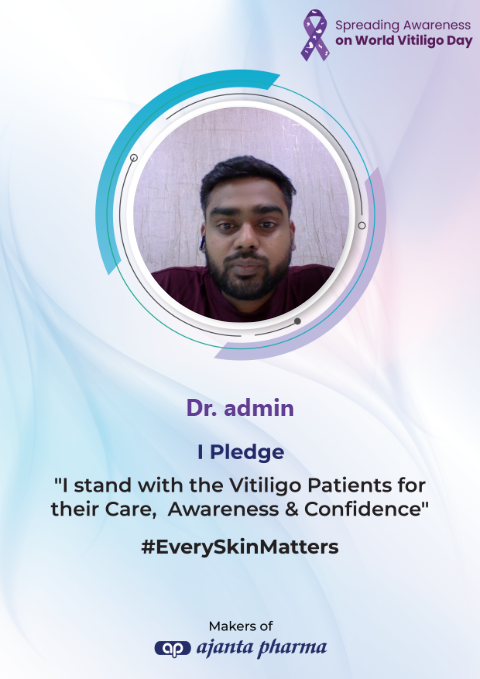 Spreading Awareness
on World Vitiligo Day
Dr. admin
I Pledge
"I stand with the Vitiligo Patients for
their Care, Awareness & Confidence"
#EverySkinMatters
Makers of
ap ajanta pharma